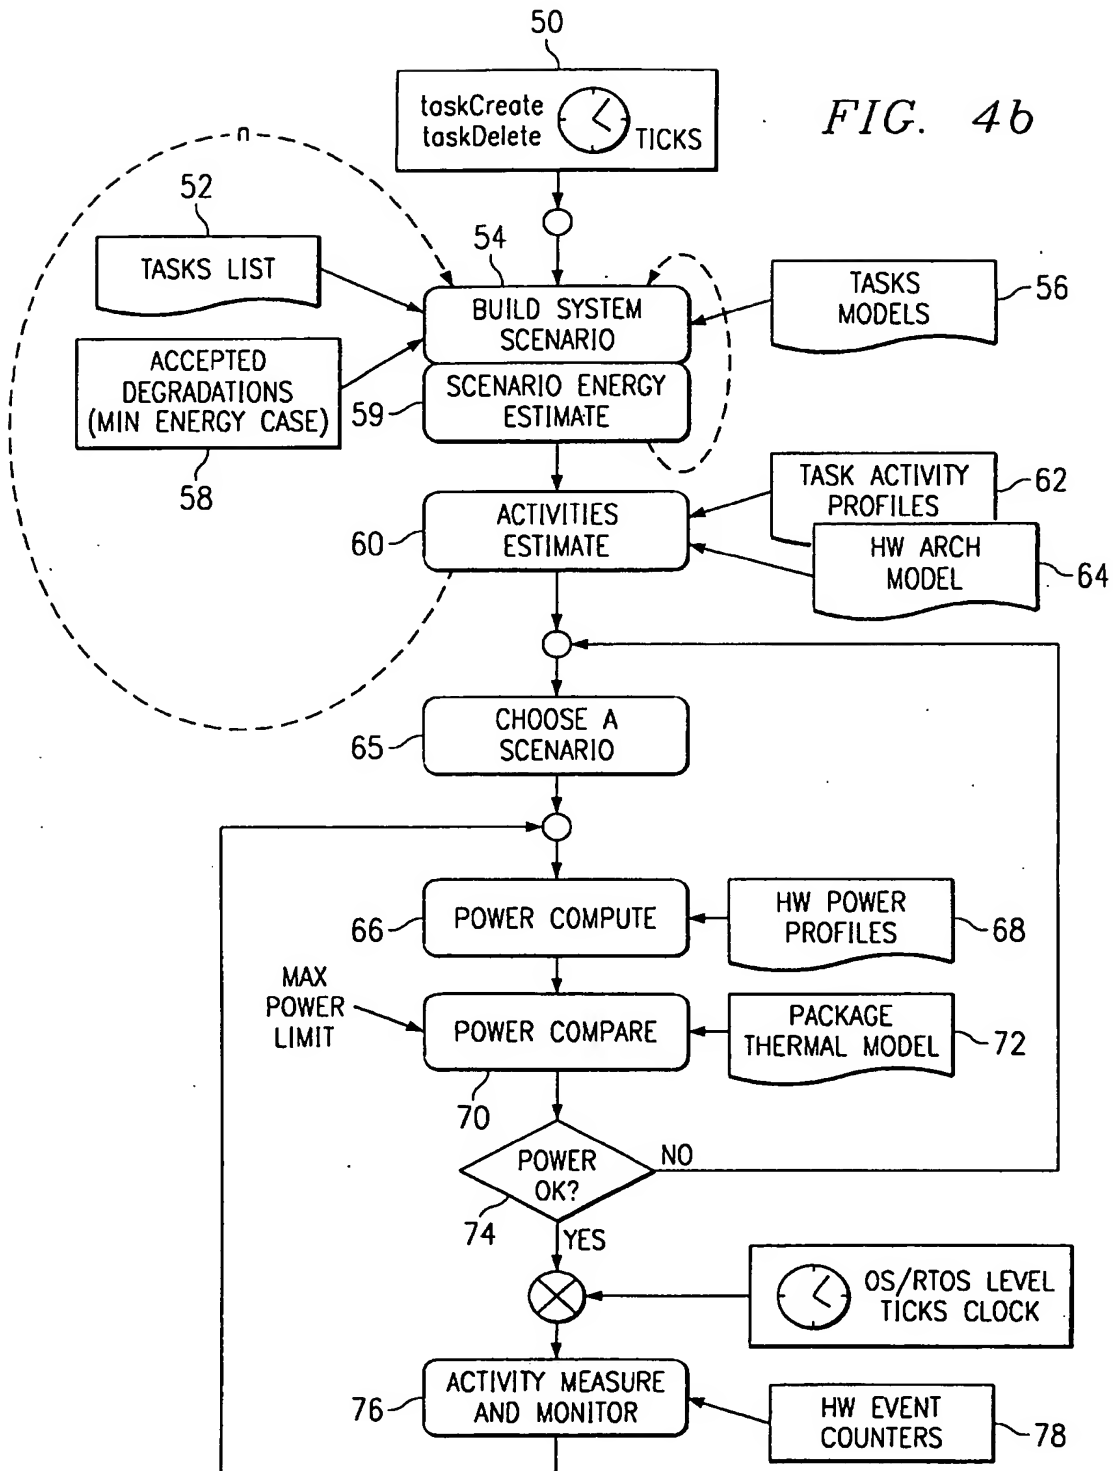 50
taskCreate
taskDelete
TICKS
FIG. 4b
n
52
TASKS LIST
54
BUILD SYSTEM
SCENARIO
TASKS
MODELS
56
ACCEPTED
DEGRADATIONS
(MIN ENERGY CASE)
58
59
SCENARIO ENERGY
ESTIMATE
60
ACTIVITIES
ESTIMATE
TASK ACTIVITY
PROFILES
62
HW ARCH
MODEL
64
65
CHOOSE A
SCENARIO
66
POWER COMPUTE
HW POWER
PROFILES
68
MAX
POWER
LIMIT
POWER COMPARE
70
PACKAGE
THERMAL MODEL
72
POWER
OK?
74
NO
YES
OS/RTOS LEVEL
TICKS CLOCK
76
ACTIVITY MEASURE
AND MONITOR
HW EVENT
COUNTERS
78